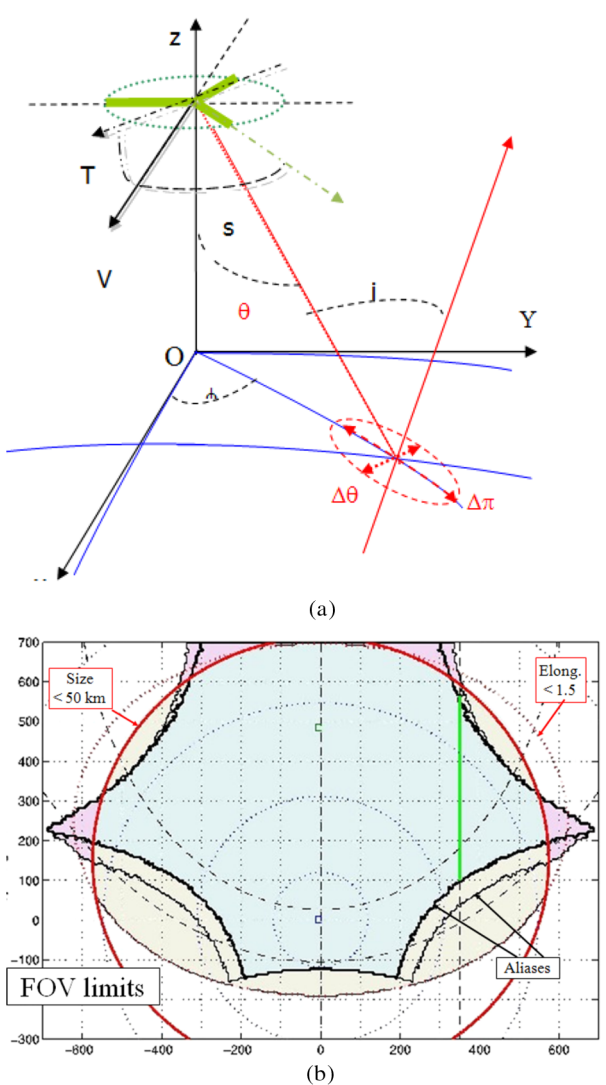 z
T
s
V
θ
j
Y
O
ϕ
Δθ
Δπ
(a)
700
600
500
400
300
200
100
0
-100
-200
-300
Size
< 50 km
Elong.
< 1.5
Aliases
FOV limits
-800
-600
-400
-200
0
200
400
600
(b)